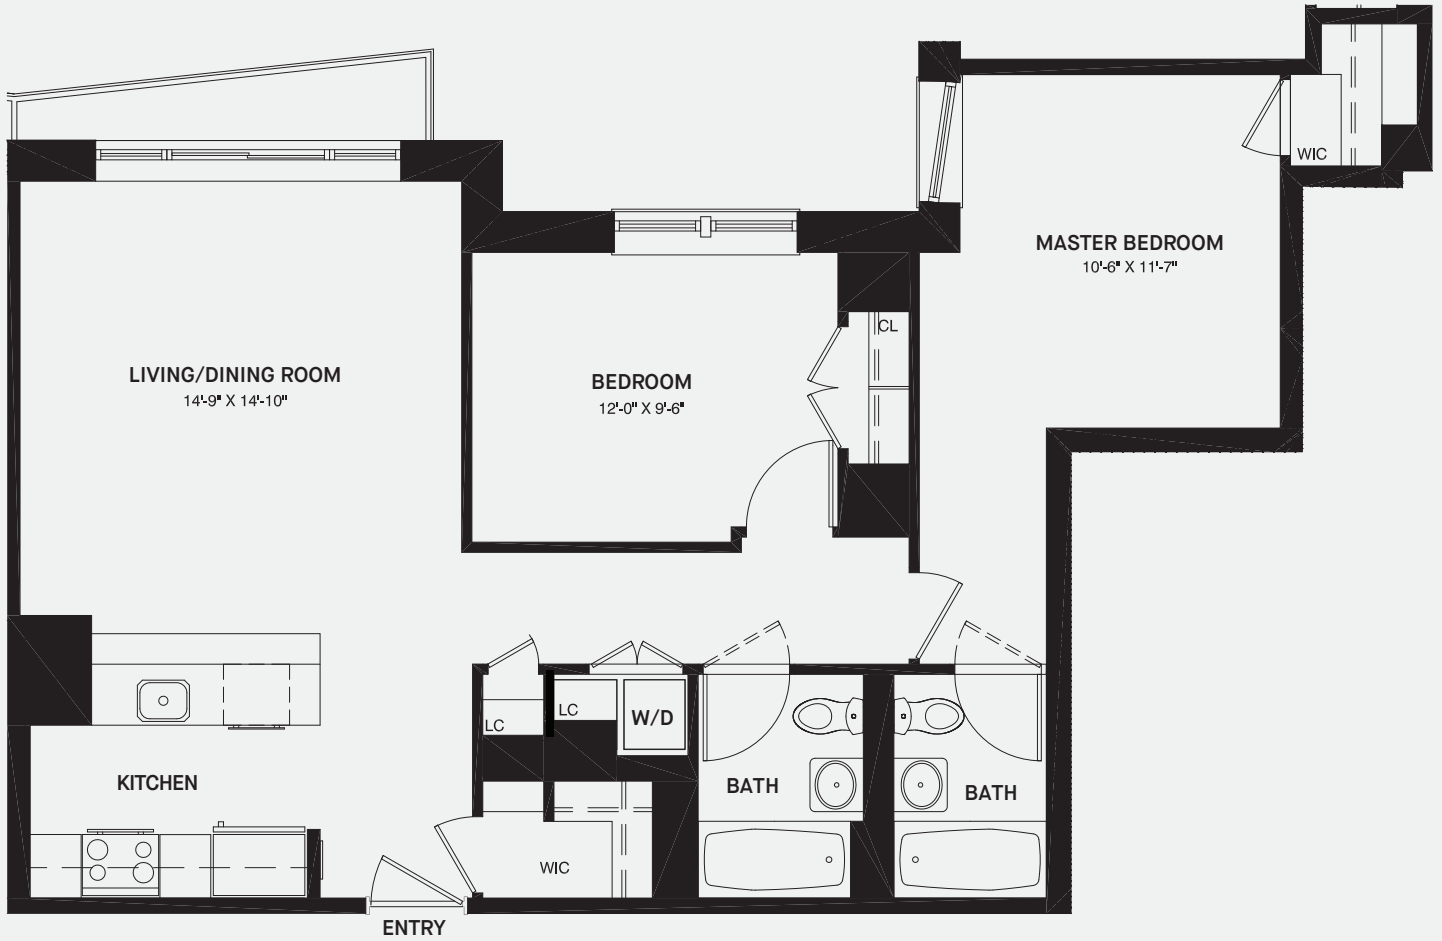 WIC
MASTER BEDROOM
10'-6" X 11'-7"
CL
LIVING/DINING ROOM
14'-9" X 14'-10"
BEDROOM
12'-0" X 9'-6"
LC
LC
W/D
KITCHEN
BATH
BATH
WIC
ENTRY